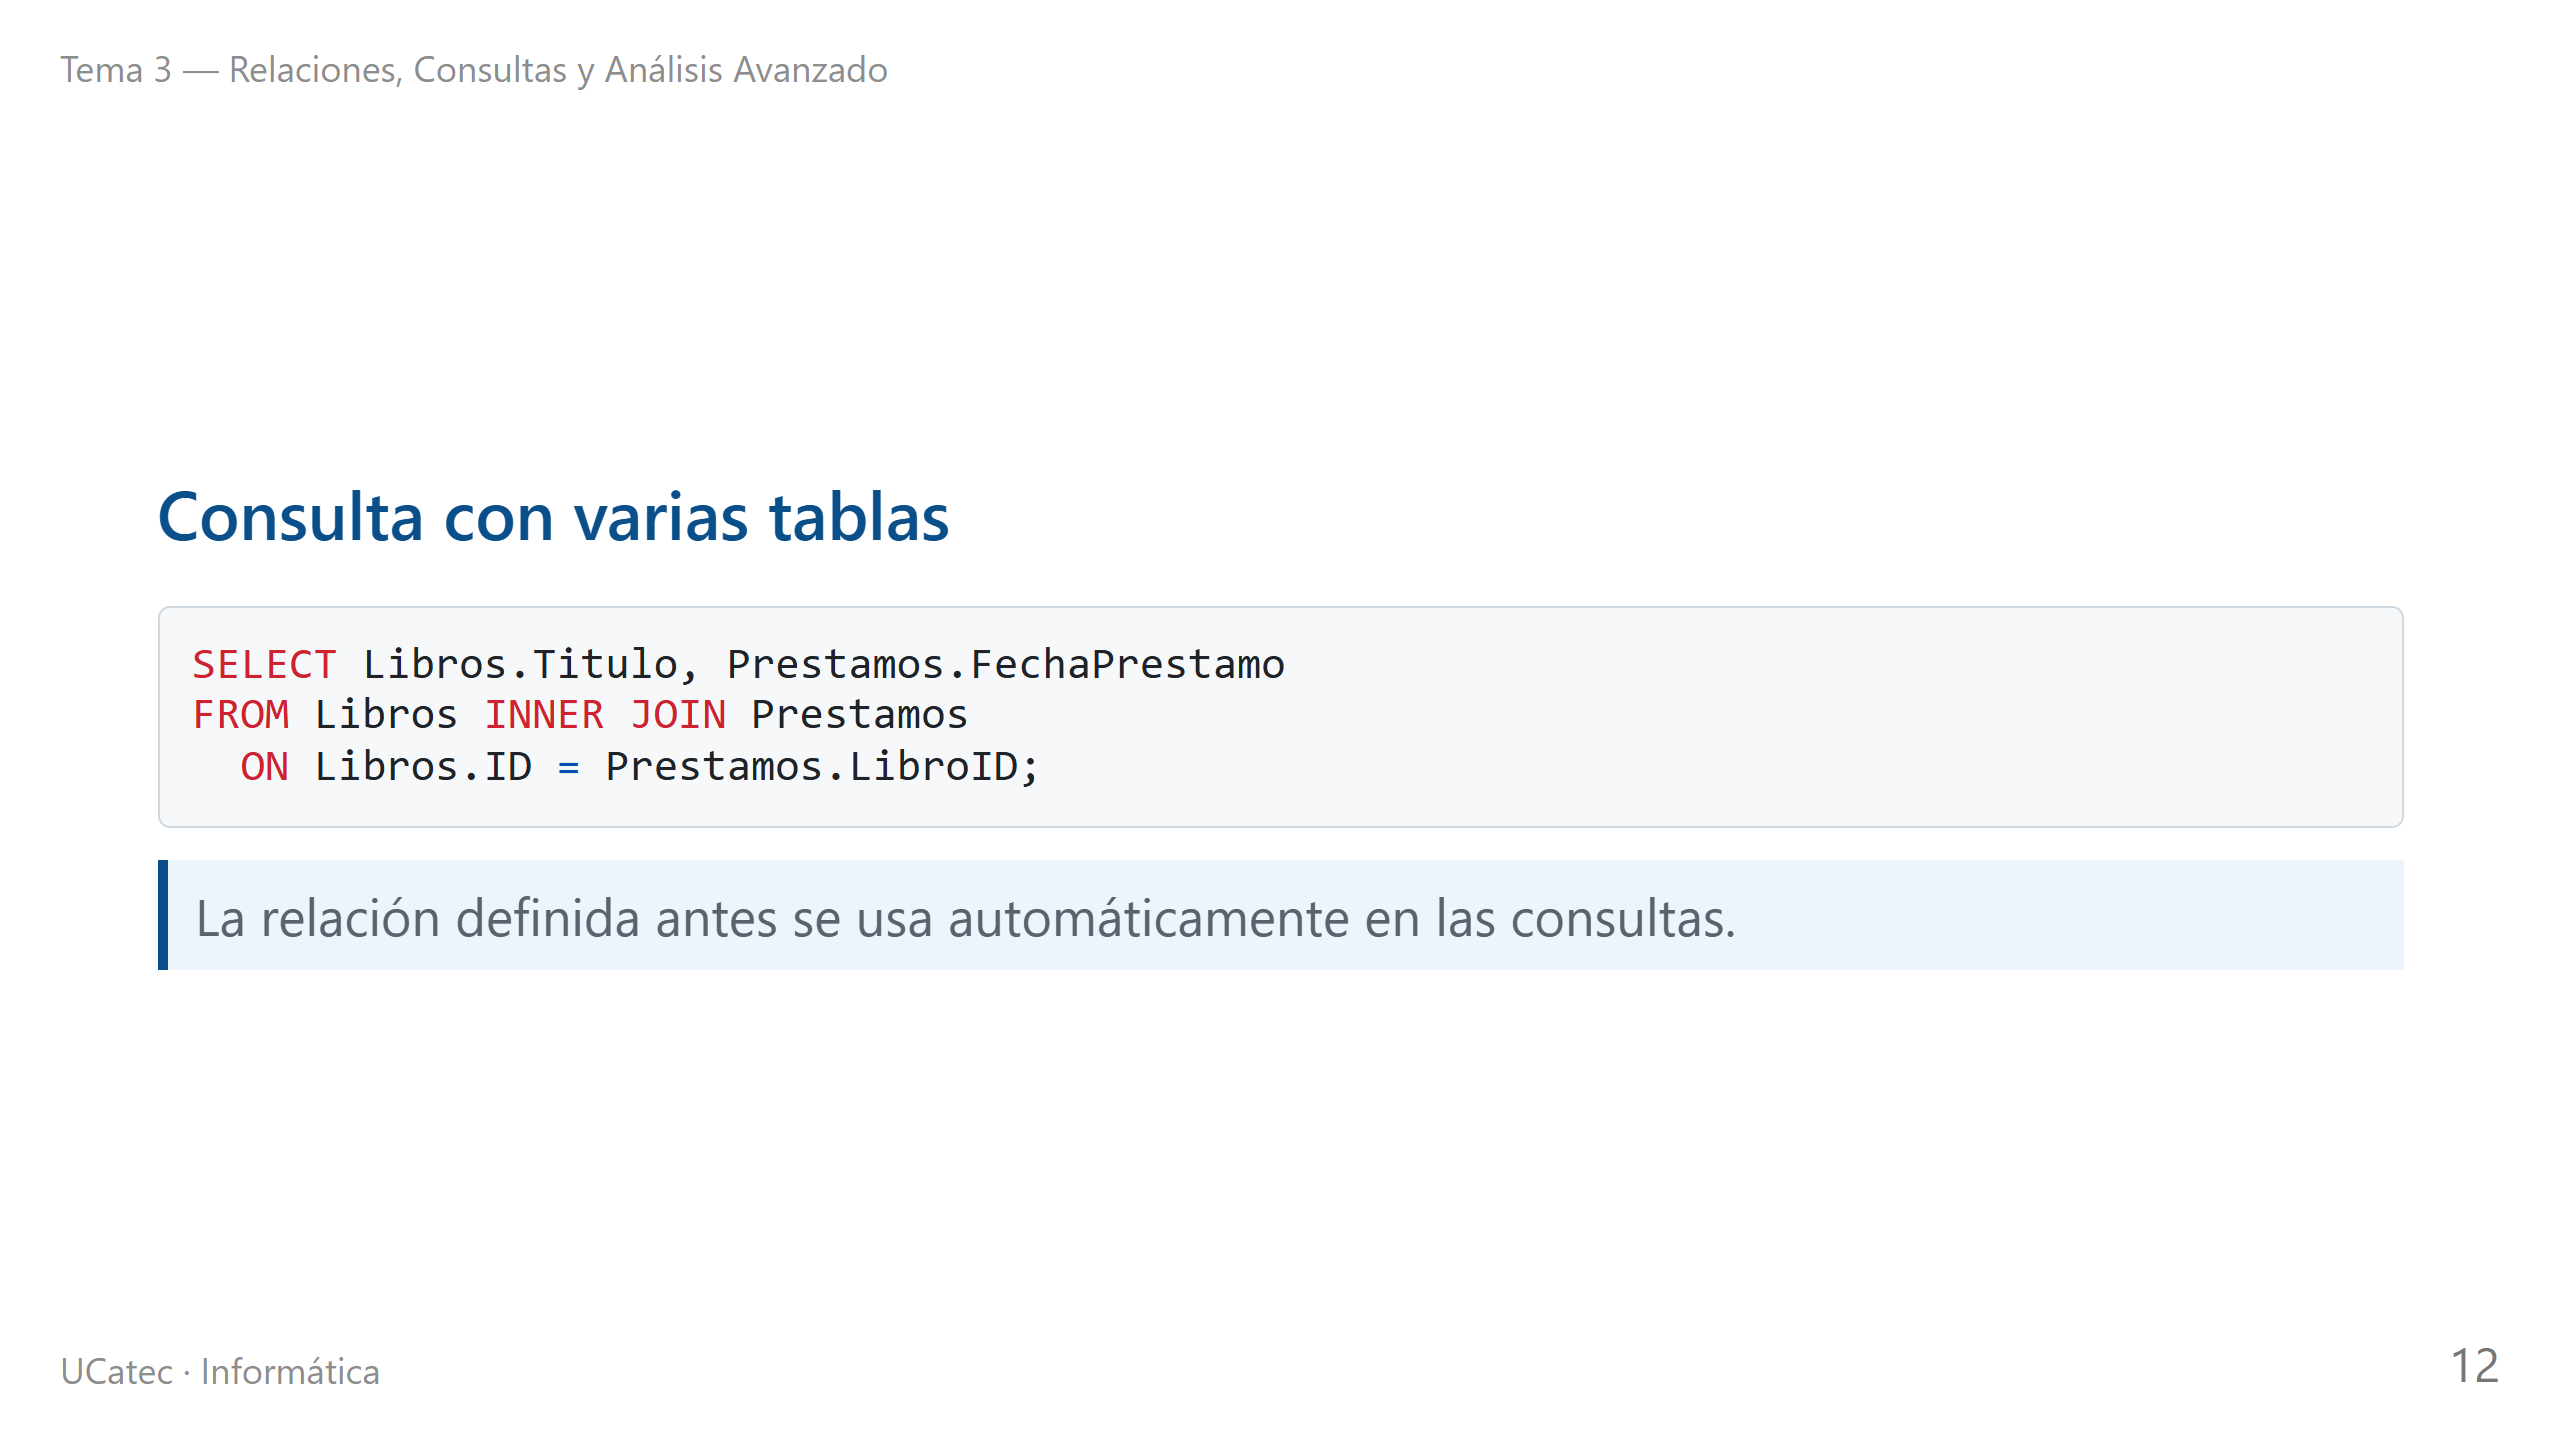 Tema 3 — Relaciones, Consultas y Análisis Avanzado
Consulta con varias tablas
SELECT Libros.Titulo, Prestamos.FechaPrestamo
FROM Libros INNER JOIN Prestamos
  ON Libros.ID = Prestamos.LibroID;
La relación definida antes se usa automáticamente en las consultas.
UCatec · Informática
12